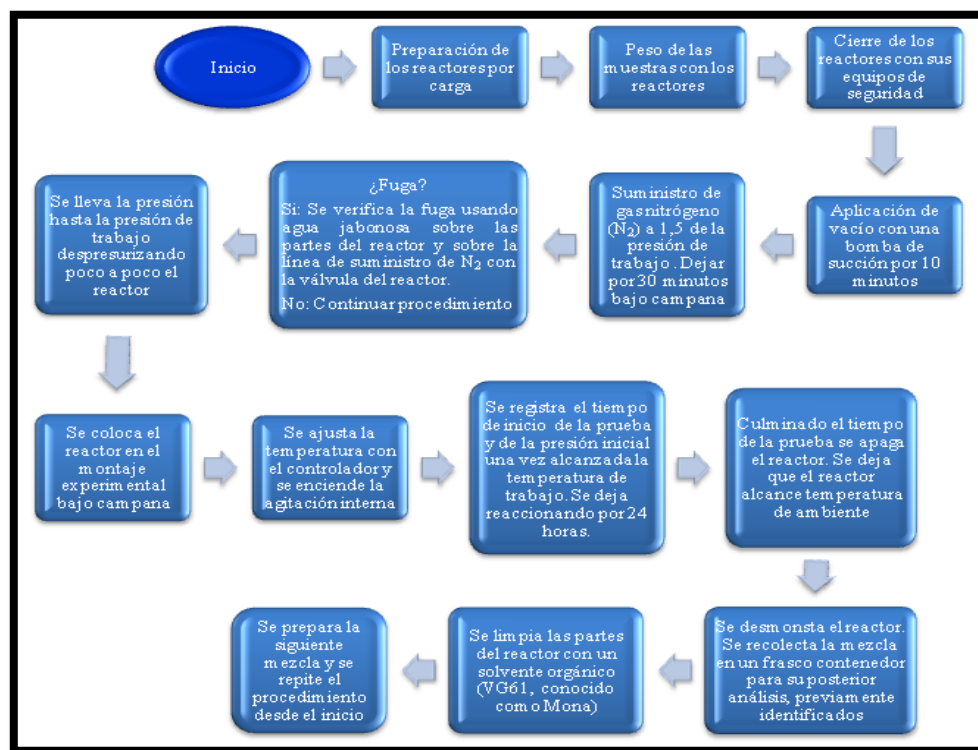 Inicio
Preparación de
los reactores por
carga
Peso de las
muestras con los
reactores
Cierre de los
reactores con sus
equipos de
seguridad
Aplicación de
vacío con una
bomba de
succión por 10
minutos
Suministro de
gas nitrógeno
(N₂) a 1,5 de la
presión de
trabajo. Dejar
por 30 minutos
bajo campana
¿Fuga?
Si: Se verifica la fuga usando
agua jabonosa sobre las
partes del reactor y sobre la
línea de suministro de N₂ con
la válvula del reactor.
No: Continuar procedimiento
Se lleva la presión
hasta la presión de
trabajo
despresurizando
poco a poco el
reactor
Se coloca el
reactor en el
montaje
experimental
bajo campana
Se ajusta la
temperatura con
el controlador y
se enciende la
agitación interna
Se registra el tiempo
de inicio de la prueba
y de la presión inicial
una vez alcanzada la
temperatura de
trabajo. Se deja
reaccionando por 24
horas.
Culminado el tiempo
de la prueba se apaga
el reactor. Se deja
que el reactor
alcance temperatura
de ambiente
Se desmonsta el reactor.
Se recolecta la mezcla
en un frasco contenedor
para su posterior
análisis, previamente
identificados
Se limpia las partes
del reactor con un
solvente orgánico
(VG61, conocido
como Mona)
Se prepara la
siguiente
mezcla y se
repite el
procedimiento
desde el inicio